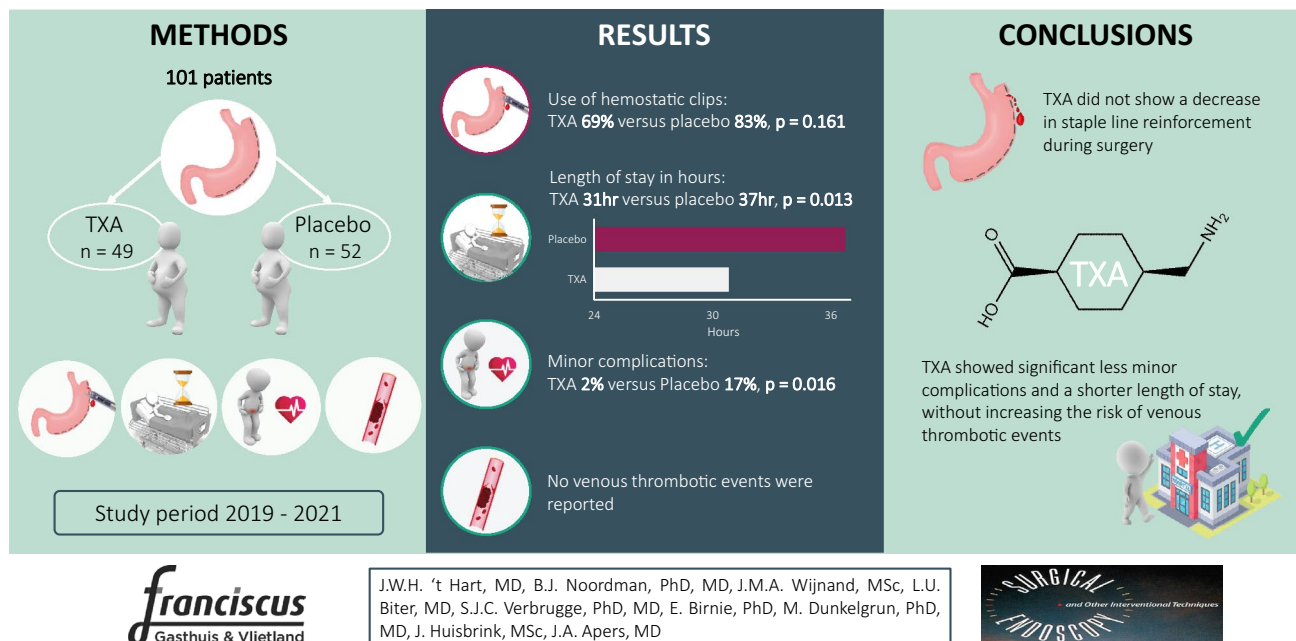 METHODS
101 patients
TXA
n = 49
Placebo
n = 52
Study period 2019 - 2021
RESULTS
Use of hemostatic clips:
TXA 69% versus placebo 83%, p = 0.161
Length of stay in hours:
TXA 31hr versus placebo 37hr, p = 0.013
Placebo
TXA
24 30 36
Hours
Minor complications:
TXA 2% versus Placebo 17%, p = 0.016
No venous thrombotic events were
reported
CONCLUSIONS
TXA did not show a decrease
in staple line reinforcement
during surgery
O
HO
TXA
NH2
TXA showed significant less minor
complications and a shorter length of stay,
without increasing the risk of venous
thrombotic events
H
HOSPITAL
franciscus
Gasthuis & Vlietland
J.W.H. ‘t Hart, MD, B.J. Noordman, PhD, MD, J.M.A. Wijnand, MSc, L.U.
Biter, MD, S.J.C. Verbrugge, PhD, MD, E. Birnie, PhD, M. Dunkelgrun, PhD,
MD, J. Huisbrink, MSc, J.A. Apers, MD
SURGICAL
and Other Interventional Techniques
ENDOSCOPY